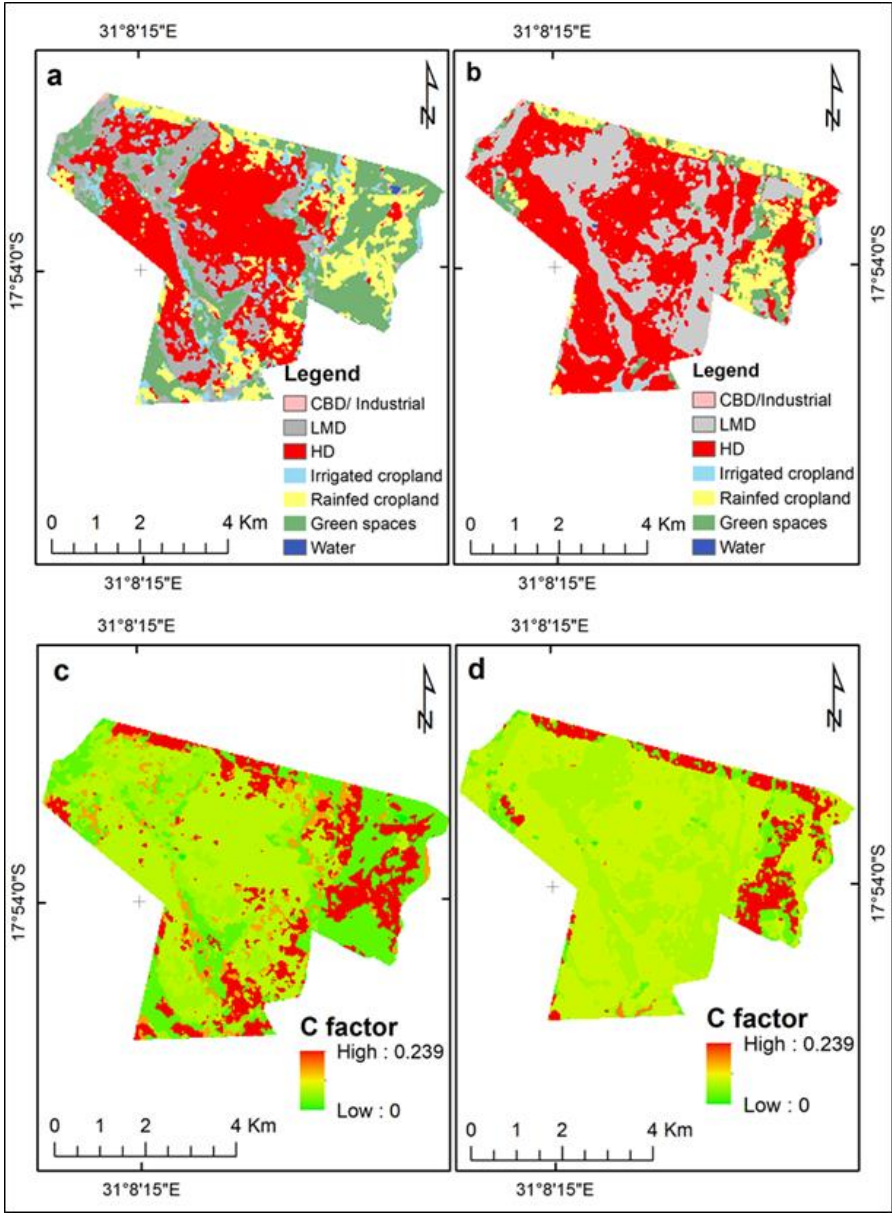 31°8'15"E
31°8'15"E
a
N
b
N
17°54'0"S
17°54'0"S
Legend
CBD/ Industrial
LMD
HD
Irrigated cropland
Rainfed cropland
Green spaces
Water
0 1 2 4 Km
Legend
CBD/Industrial
LMD
HD
Irrigated cropland
Rainfed cropland
Green spaces
Water
0 1 2 4 Km
31°8'15"E
31°8'15"E
31°8'15"E
31°8'15"E
c
N
d
N
17°54'0"S
17°54'0"S
C factor
High : 0.239
Low : 0
0 1 2 4 Km
C factor
High : 0.239
Low : 0
0 1 2 4 Km
31°8'15"E
31°8'15"E